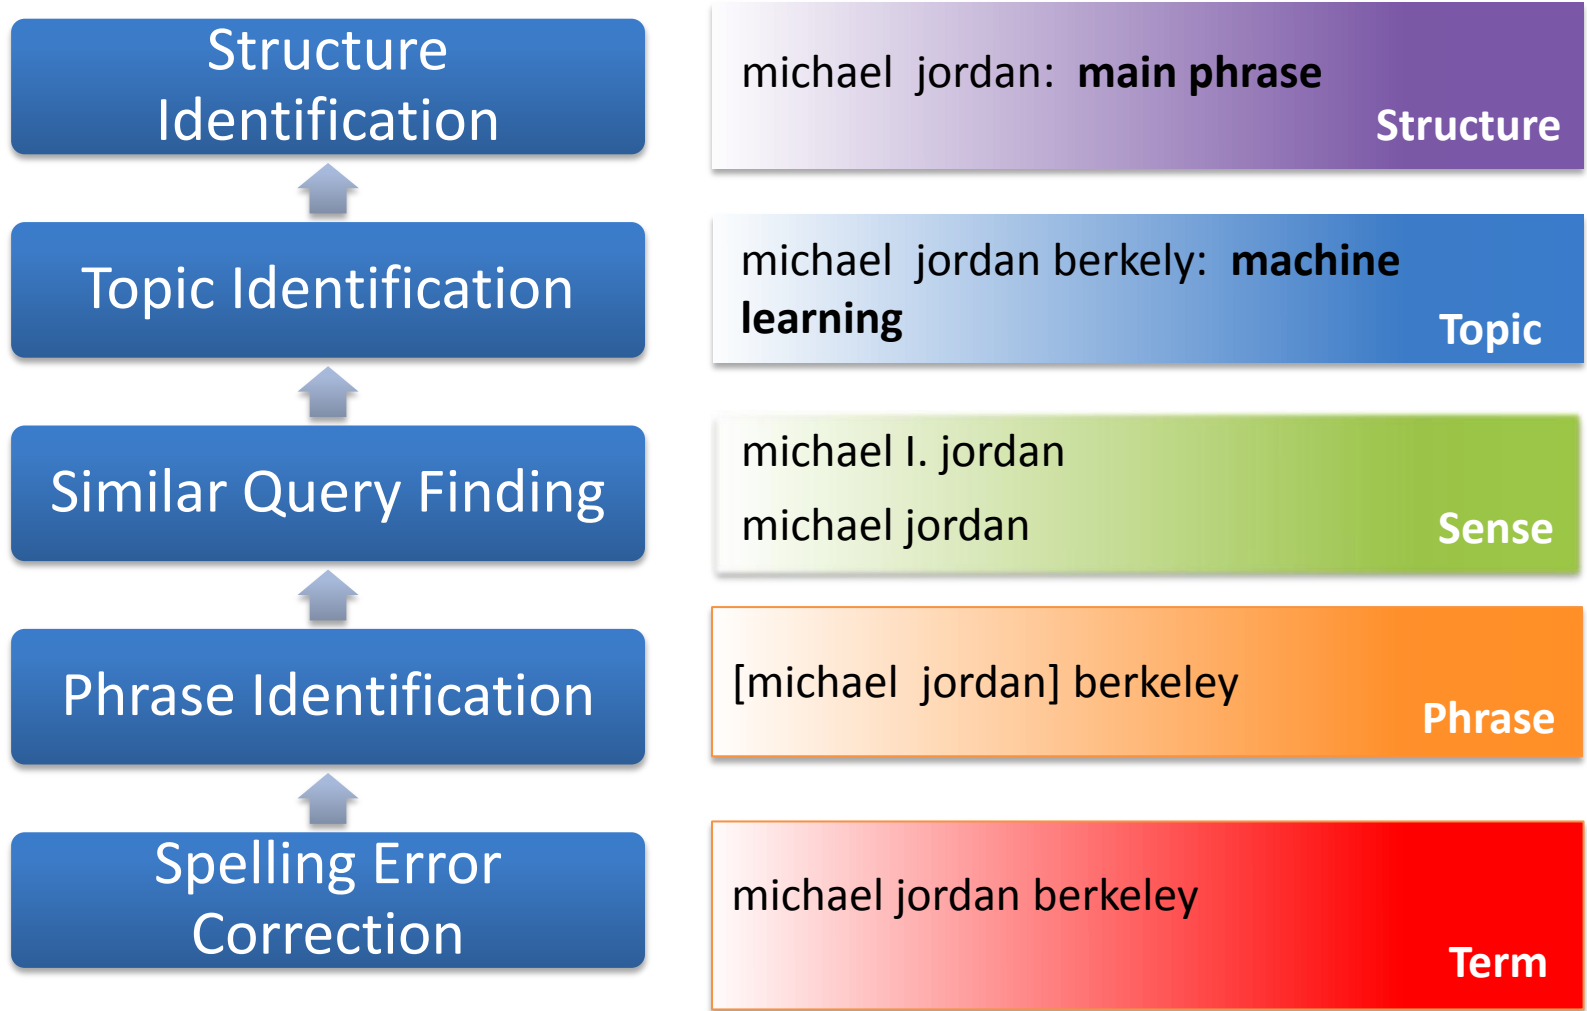 Structure
Identification
michael jordan: main phrase
Structure
Topic Identification
michael jordan berkely: machine
learning
Topic
Similar Query Finding
michael I. jordan
michael jordan
Sense
Phrase Identification
[michael jordan] berkeley
Phrase
Spelling Error
Correction
michael jordan berkeley
Term